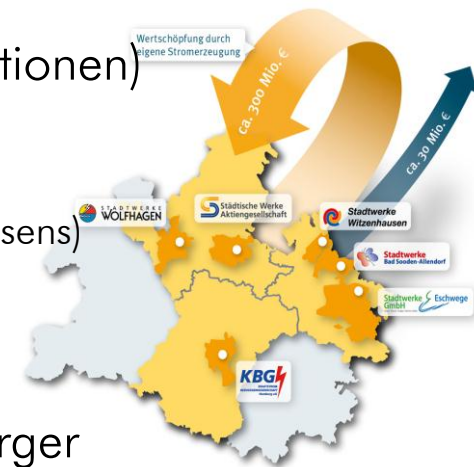 Wertschöpfung durch
eigene Stromerzeugung
tionen)
ca. 300 Mio. €
ca. 30 Mio. €
STADTWERKE
WOLFHAGEN
Städtische Werke
Aktiengesellschaft
Stadtwerke
Witzenhausen
sens)
Stadtwerke
Bad Sooden-Allendorf
Stadtwerke
GmbH
Eschwege
KBG
rger